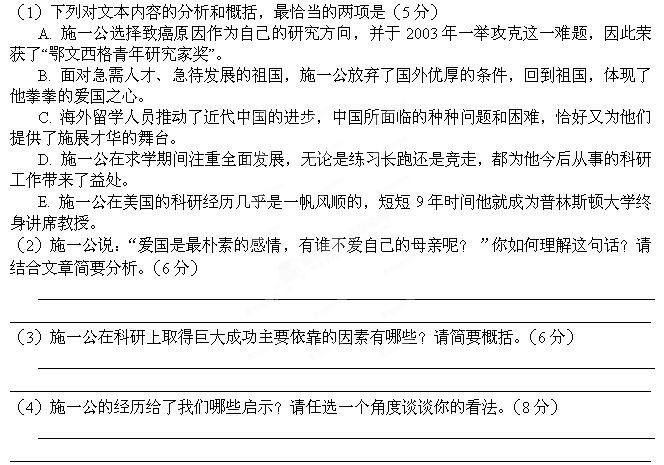 （1）下列对文本内容的分析和概括，最恰当的两项是（5分）
A. 施一公选择致癌原因作为自己的研究方向，并于2003年一举攻克这一难题，因此荣
获了“鄂文西格青年研究家奖”。
B. 面对急需人才、急待发展的祖国，施一公放弃了国外优厚的条件，回到祖国，体现了
他拳拳的爱国之心。
C. 海外留学人员推动了近代中国的进步，中国所面临的种种问题和困难，恰好又为他们
提供了施展才华的舞台。
D. 施一公在求学期间注重全面发展，无论是练习长跑还是竞走，都为他今后从事的科研
工作带来了益处。
E. 施一公在美国的科研经历几乎是一帆风顺的，短短9年时间他就成为普林斯顿大学终
身讲席教授。
（2）施一公说：“爱国是最朴素的感情，有谁不爱自己的母亲呢？”你如何理解这句话？请
结合文章简要分析。（6分）
（3）施一公在科研上取得巨大成功主要依靠的因素有哪些？请简要概括。（6分）
（4）施一公的经历给了我们哪些启示？请任选一个角度谈谈你的看法。（8分）